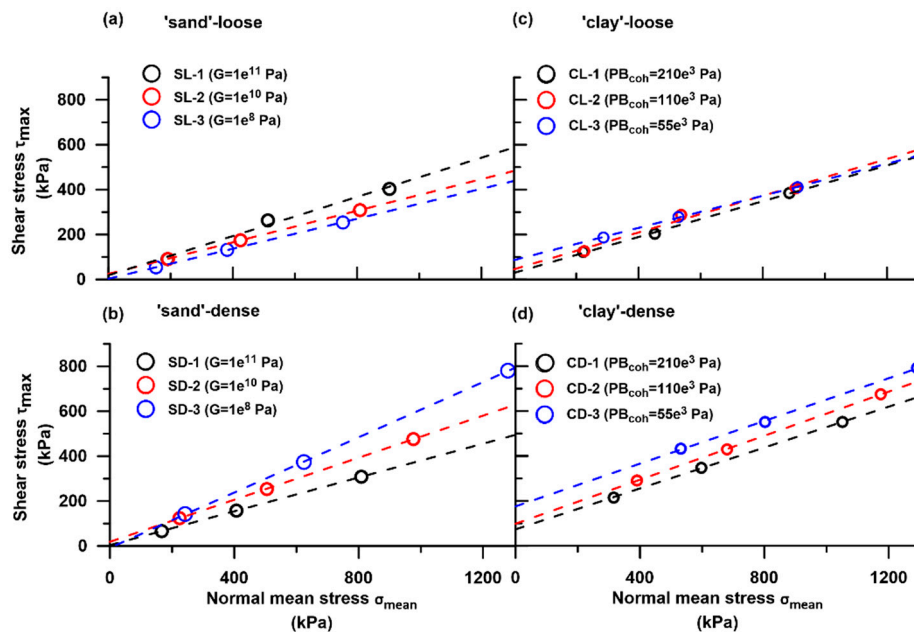 (a) 'sand'-loose
SL-1 (G=1e¹¹ Pa)
SL-2 (G=1e¹⁰ Pa)
SL-3 (G=1e⁸ Pa)
800
600
400
200
0
Shear stress τmax
(kPa)
(c) 'clay'-loose
CL-1 (PBcoh=210e³ Pa)
CL-2 (PBcoh=110e³ Pa)
CL-3 (PBcoh=55e³ Pa)
(b) 'sand'-dense
SD-1 (G=1e¹¹ Pa)
SD-2 (G=1e¹⁰ Pa)
SD-3 (G=1e⁸ Pa)
800
600
400
200
0
Shear stress τmax
(kPa)
0 400 800 1200
Normal mean stress σmean
(kPa)
(d) 'clay'-dense
CD-1 (PBcoh=210e³ Pa)
CD-2 (PBcoh=110e³ Pa)
CD-3 (PBcoh=55e³ Pa)
0 400 800 1200
Normal mean stress σmean
(kPa)